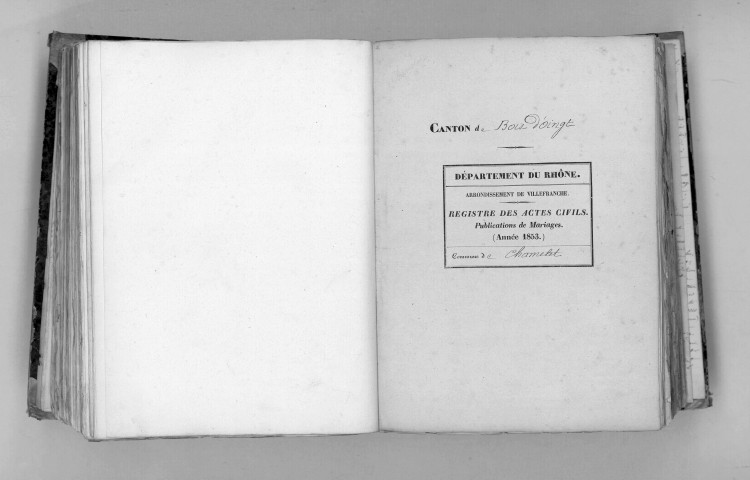 CANTON de Bois d'oingt
DÉPARTEMENT DU RHÔNE.
ARRONDISSEMENT DE VILLEFRANCHE.
REGISTRE DES ACTES CIVILS.
Publications de Mariages.
(Année 1853.)
Commune de Chamelet